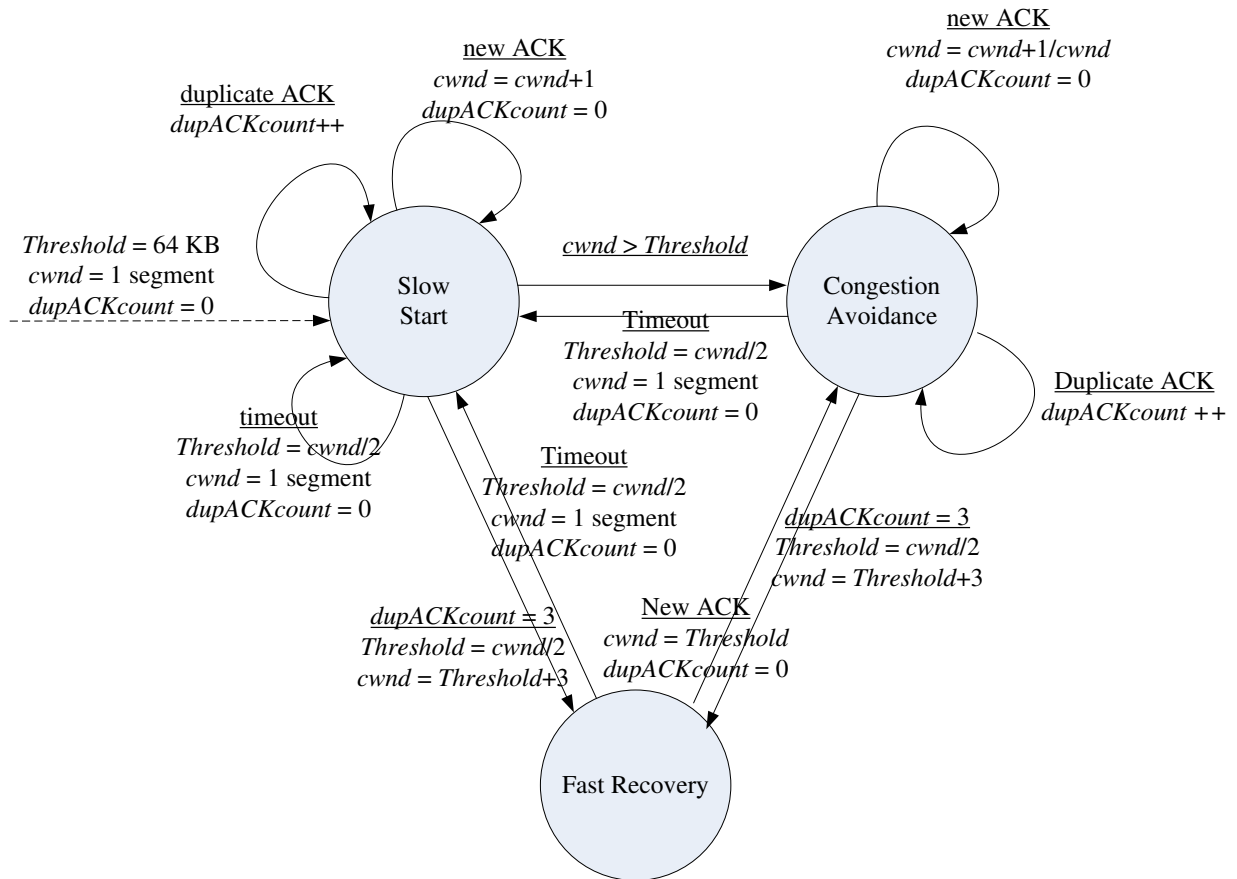 new ACK
cwnd = cwnd+1
dupACKcount = 0
new ACK
cwnd = cwnd+1/cwnd
dupACKcount = 0
duplicate ACK
dupACKcount++
Threshold = 64 KB
cwnd = 1 segment
dupACKcount = 0
cwnd > Threshold
Slow
Start
Congestion
Avoidance
Timeout
Threshold = cwnd/2
cwnd = 1 segment
dupACKcount = 0
Duplicate ACK
dupACKcount ++
timeout
Threshold = cwnd/2
cwnd = 1 segment
dupACKcount = 0
Timeout
Threshold = cwnd/2
cwnd = 1 segment
dupACKcount = 0
dupACKcount = 3
Threshold = cwnd/2
cwnd = Threshold+3
dupACKcount = 3
Threshold = cwnd/2
cwnd = Threshold+3
New ACK
cwnd = Threshold
dupACKcount = 0
Fast Recovery